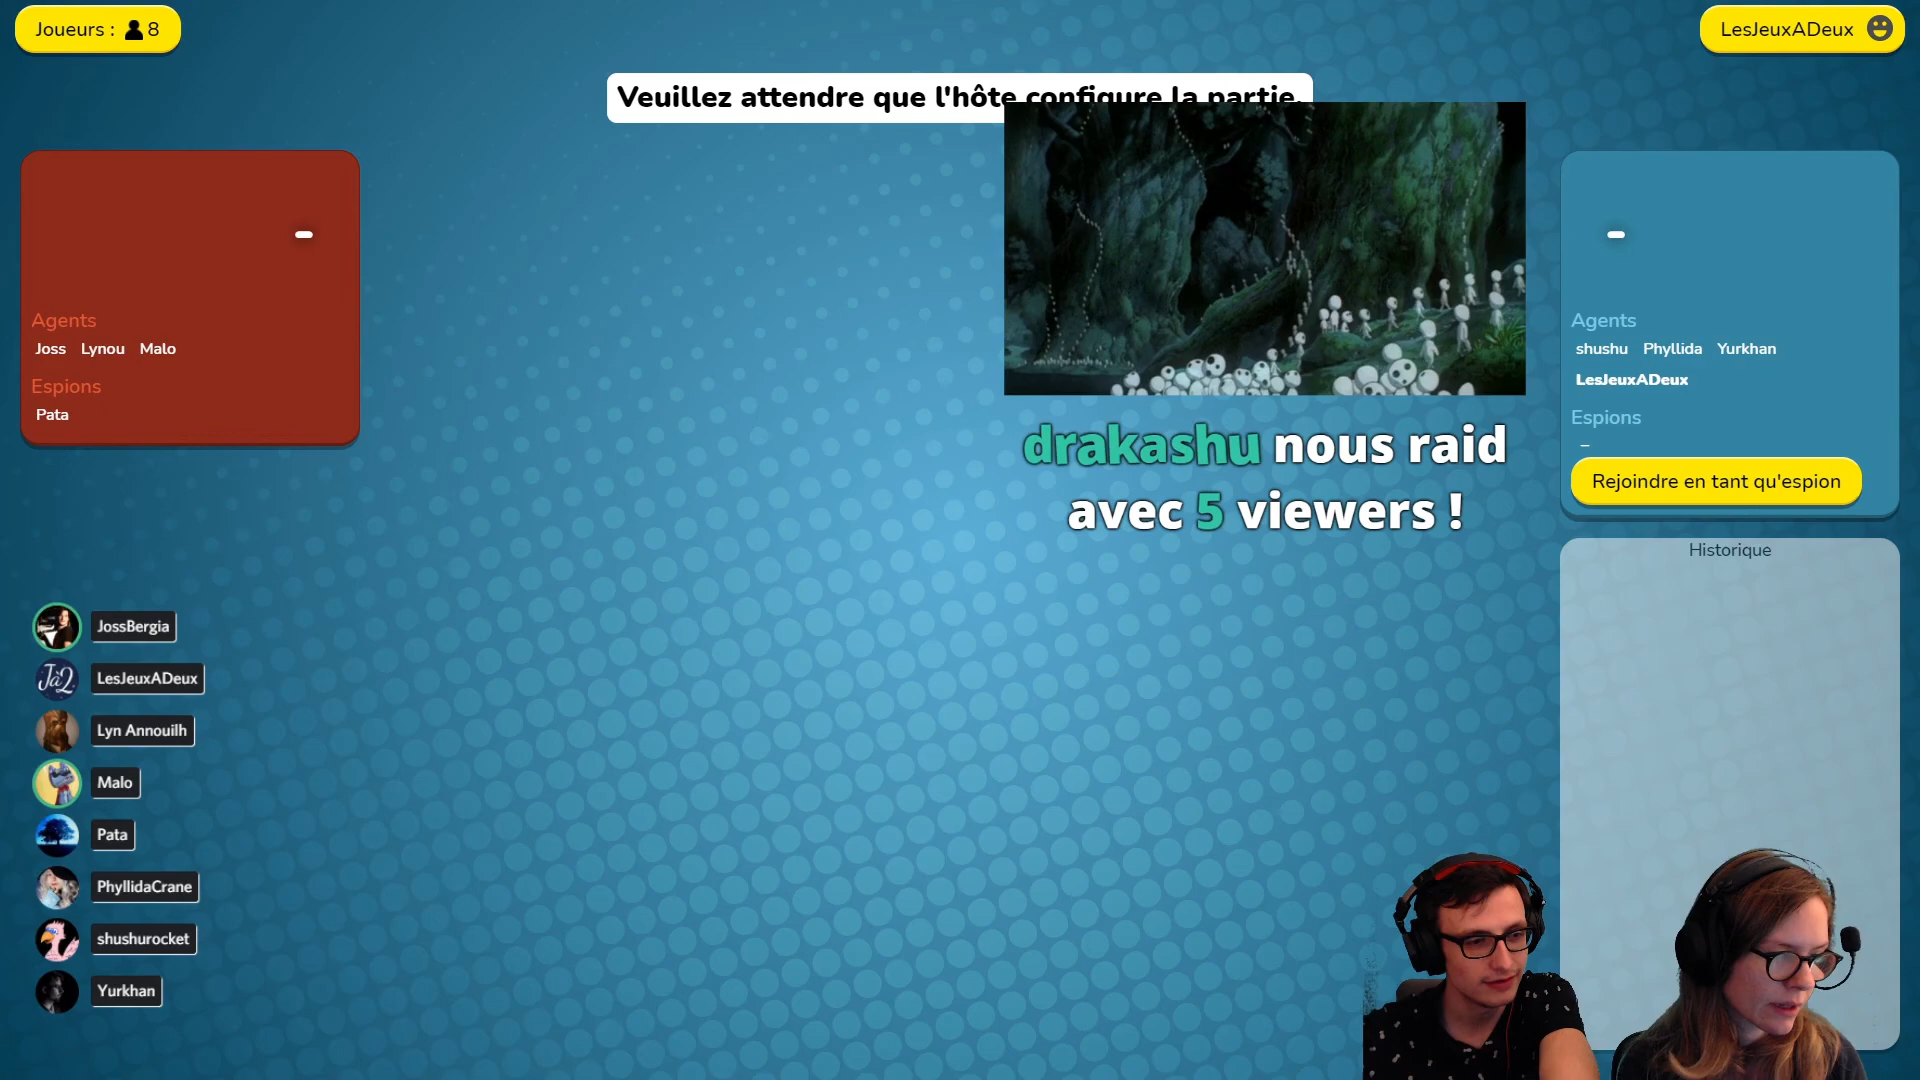 Joueurs : 8
LesJeuxADeux
Veuillez attendre que l'hôte configure la partie.
Agents
Joss Lynou Malo
Espions
Pata
-
Agents
shushu Phyllida Yurkhan
LesJeuxADeux
Espions
–
Rejoindre en tant qu'espion
-
drakashu nous raid
avec 5 viewers !
Historique
JossBergia
Jà2 LesJeuxADeux
Lyn Annouilh
Malo
Pata
PhyllidaCrane
shushurocket
Yurkhan